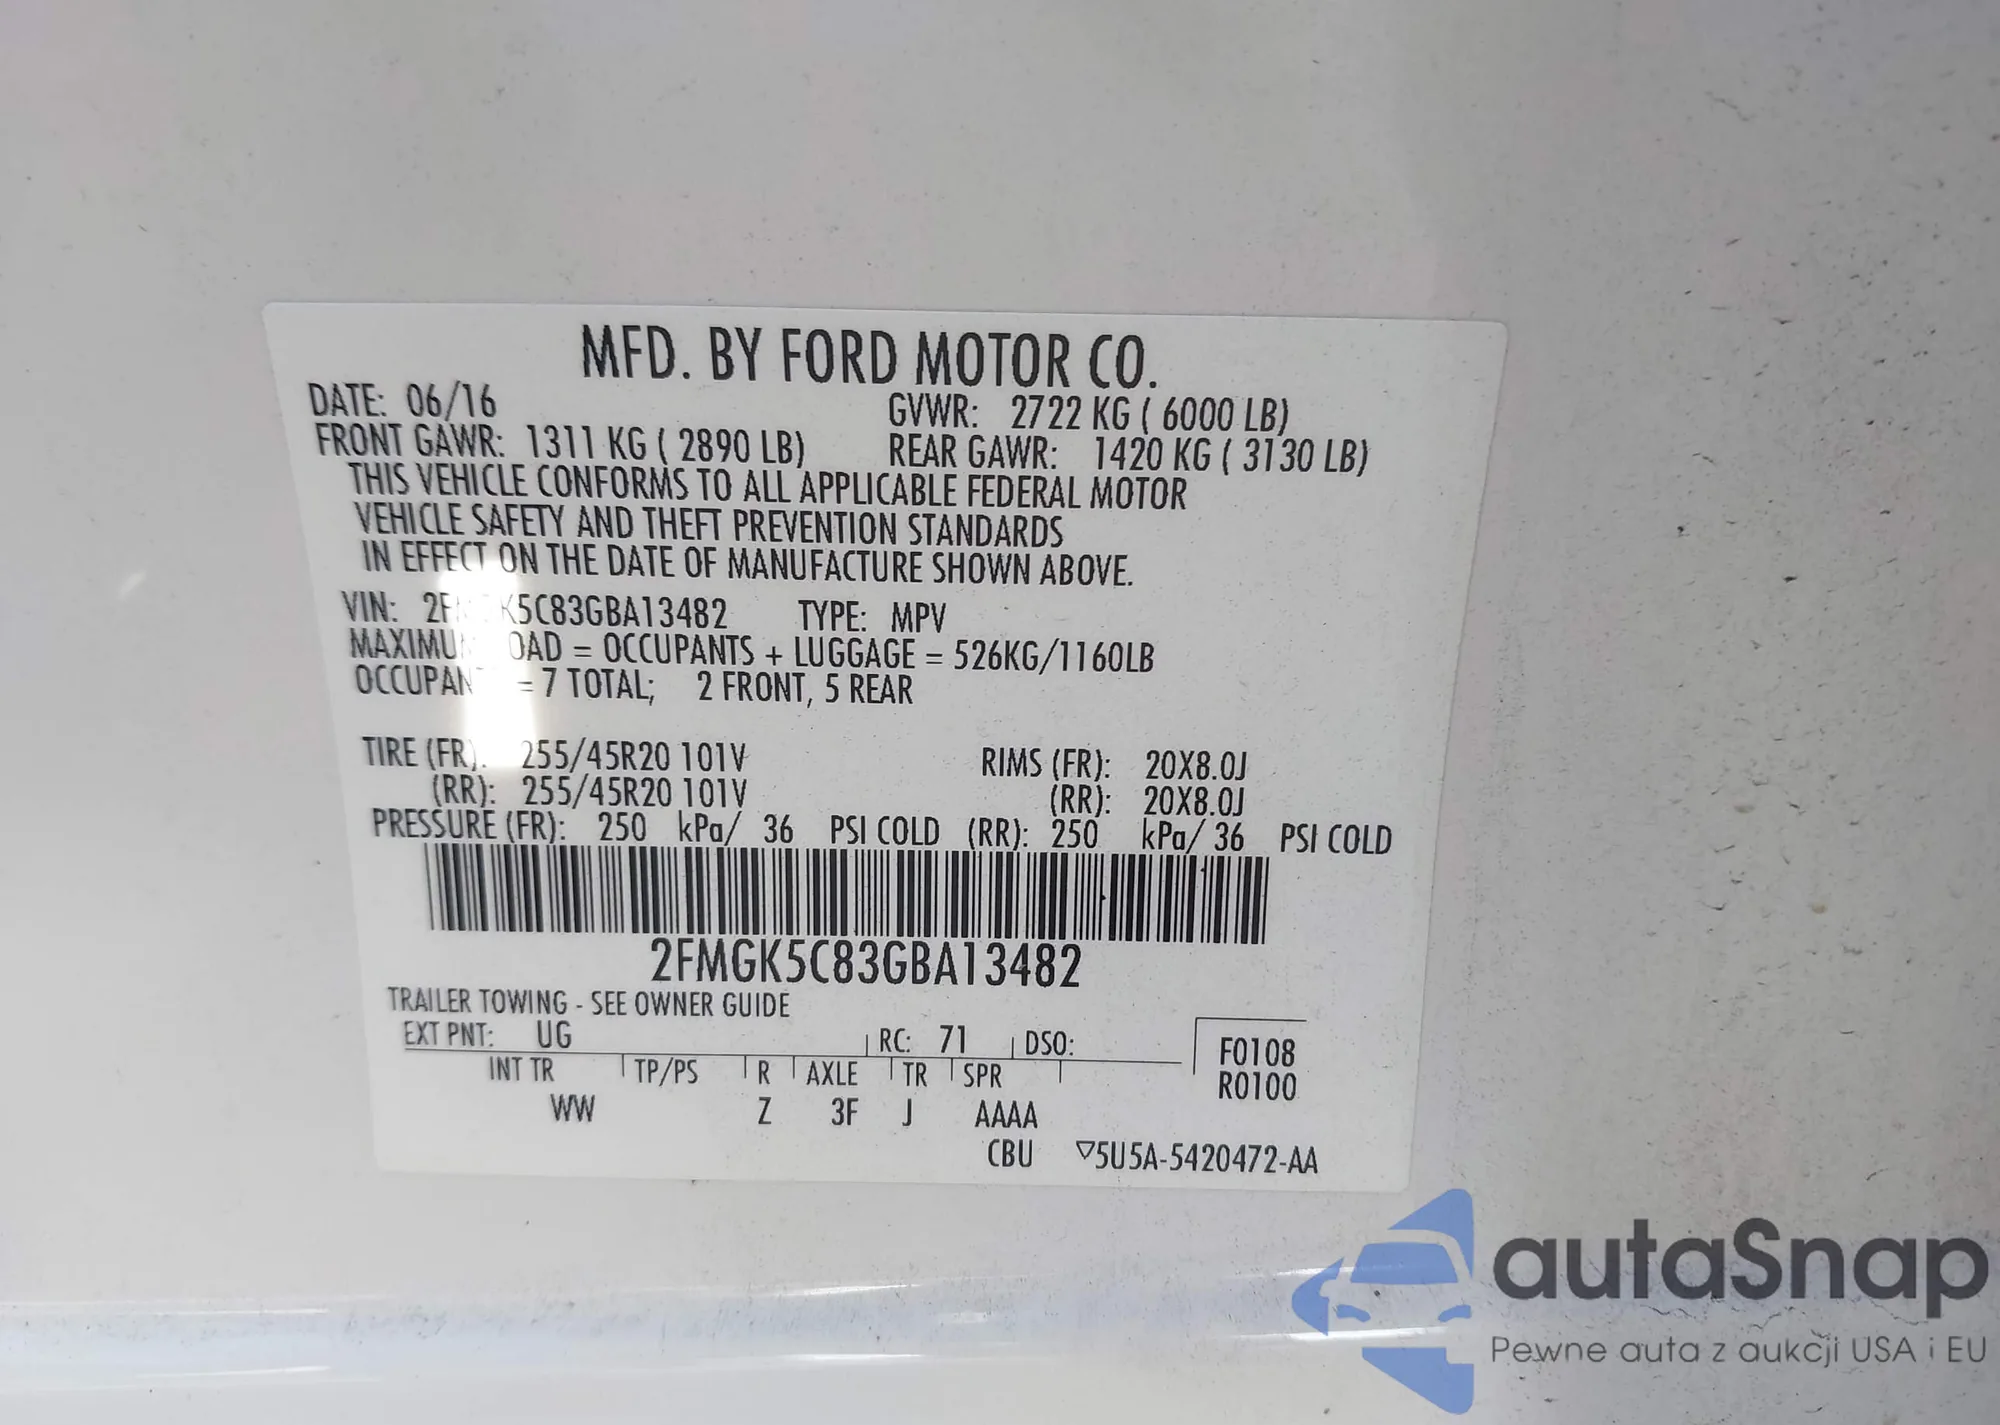 MFD. BY FORD MOTOR CO.
DATE: 06/16 GVWR: 2722 KG ( 6000 LB)
FRONT GAWR: 1311 KG ( 2890 LB) REAR GAWR: 1420 KG ( 3130 LB)
THIS VEHICLE CONFORMS TO ALL APPLICABLE FEDERAL MOTOR
VEHICLE SAFETY AND THEFT PREVENTION STANDARDS
IN EFFECT ON THE DATE OF MANUFACTURE SHOWN ABOVE.
VIN: 2FMGK5C83GBA13482 TYPE: MPV
MAXIMUM LOAD = OCCUPANTS + LUGGAGE = 526KG/1160LB
OCCUPANTS = 7 TOTAL; 2 FRONT, 5 REAR
TIRE (FR): 255/45R20 101V RIMS (FR): 20X8.0J
(RR): 255/45R20 101V (RR): 20X8.0J
PRESSURE (FR): 250 kPa/ 36 PSI COLD (RR): 250 kPa/ 36 PSI COLD
2FMGK5C83GBA13482
TRAILER TOWING - SEE OWNER GUIDE
EXT PNT: UG RC: 71 DSO: F0108
INT TR TP/PS R AXLE TR SPR R0100
WW Z 3F J AAAA
CBU ▽5U5A-5420472-AA
autaSnap
Pewne auta z aukcji USA i EU